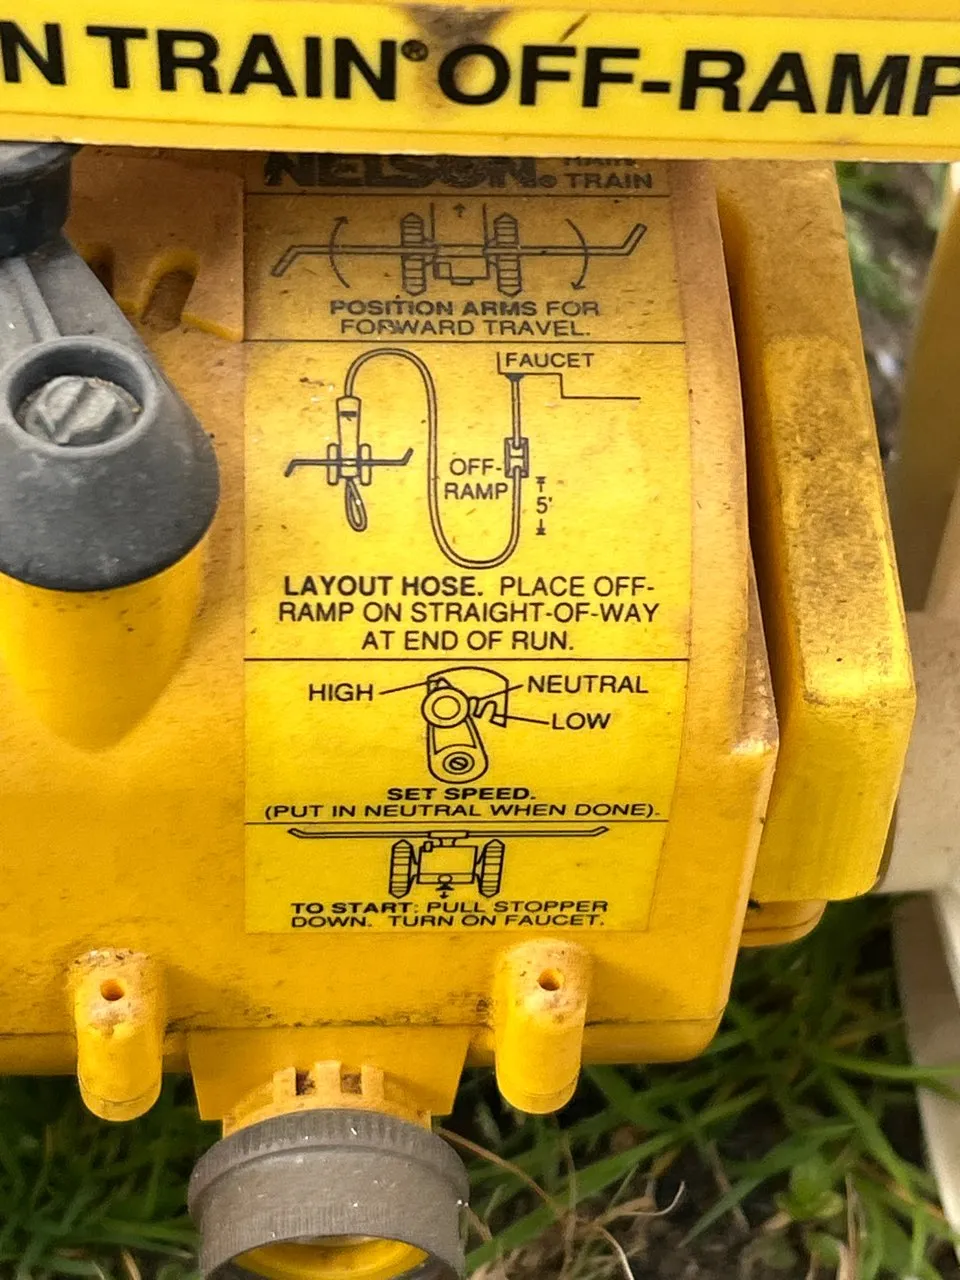 N TRAIN® OFF-RAMP
NELSON® RAIN
TRAIN
POSITION ARMS FOR
FORWARD TRAVEL.
FAUCET
OFF-
RAMP
5'
LAYOUT HOSE. PLACE OFF-
RAMP ON STRAIGHT-OF-WAY
AT END OF RUN.
HIGH
NEUTRAL
LOW
SET SPEED.
(PUT IN NEUTRAL WHEN DONE).
TO START: PULL STOPPER
DOWN. TURN ON FAUCET.